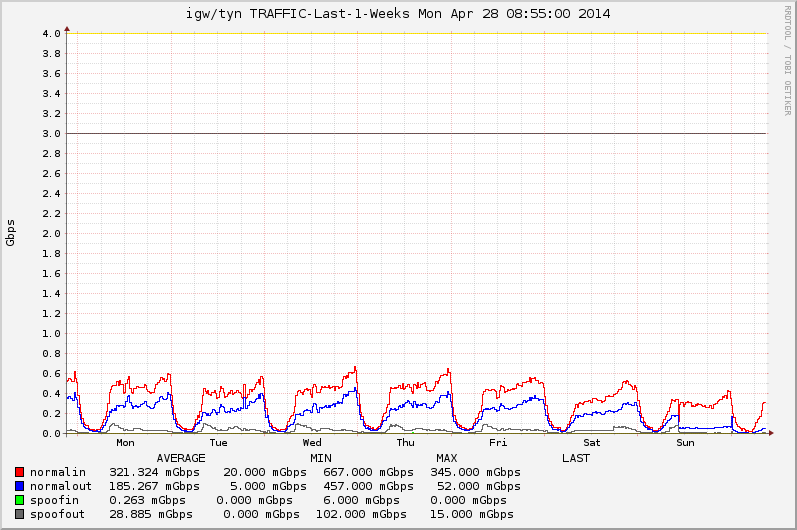 igw/tyn TRAFFIC-Last-1-Weeks Mon Apr 28 08:55:00 2014
RRDTOOL / TOBI OETIKER
Gbps
4.0
3.8
3.6
3.4
3.2
3.0
2.8
2.6
2.4
2.2
2.0
1.8
1.6
1.4
1.2
1.0
0.8
0.6
0.4
0.2
0.0
Mon Tue Wed Thu Fri Sat Sun
AVERAGE MIN MAX LAST
normalin 321.324 mGbps 20.000 mGbps 667.000 mGbps 345.000 mGbps
normalout 185.267 mGbps 5.000 mGbps 457.000 mGbps 52.000 mGbps
spoofin 0.263 mGbps 0.000 mGbps 6.000 mGbps 0.000 mGbps
spoofout 28.885 mGbps 0.000 mGbps 102.000 mGbps 15.000 mGbps